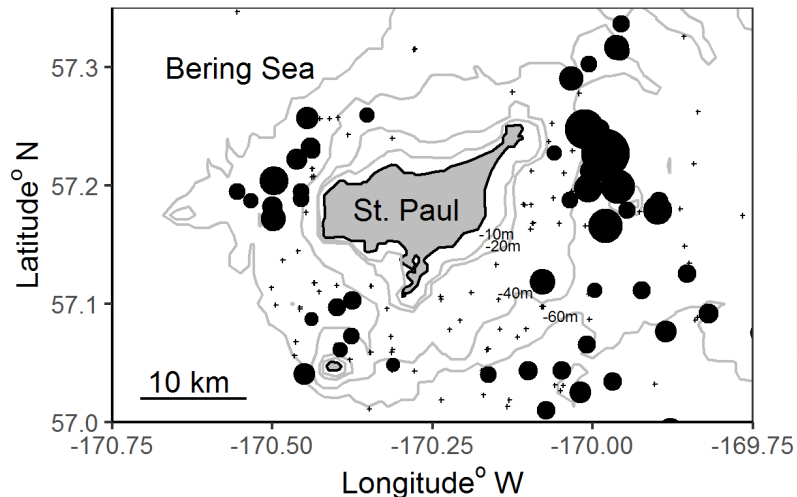 57.3
57.2
57.1
57.0
Latitude° N
Bering Sea
St. Paul
-10m
-20m
-40m
-60m
10 km
-170.75
-170.50
-170.25
-170.00
-169.75
Longitude° W